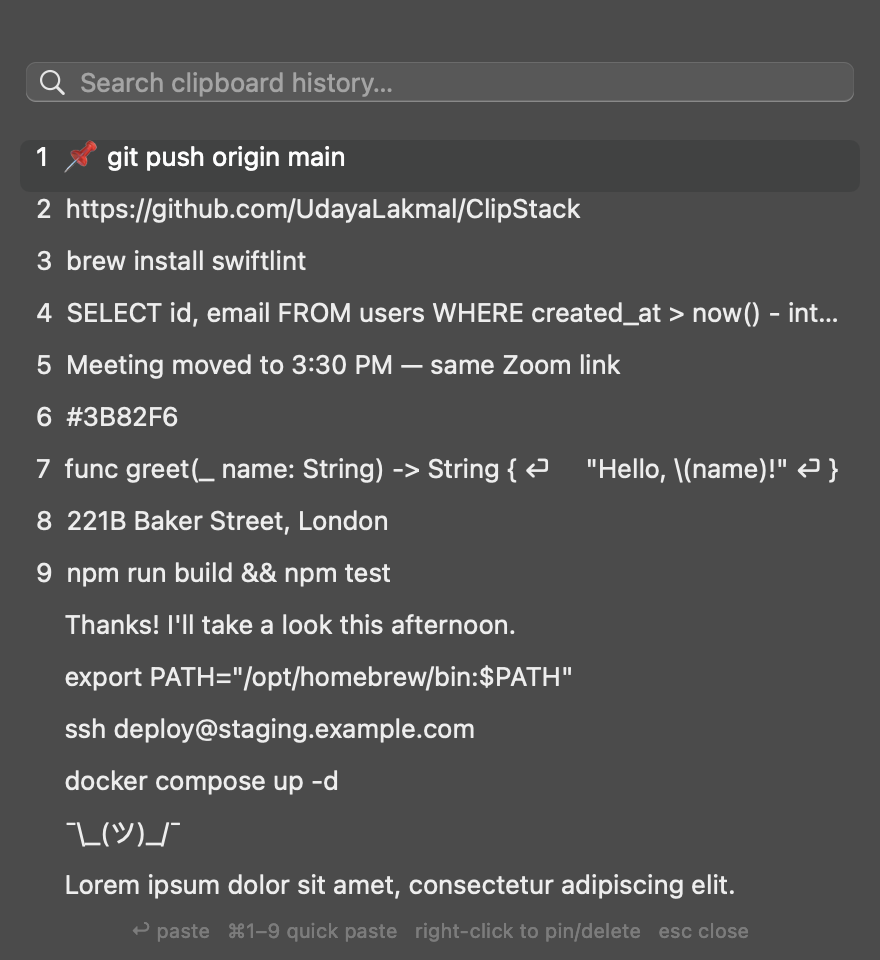 Search clipboard history...
1 📌 git push origin main
2 https://github.com/UdayaLakmal/ClipStack
3 brew install swiftlint
4 SELECT id, email FROM users WHERE created_at > now() - int...
5 Meeting moved to 3:30 PM — same Zoom link
6 #3B82F6
7 func greet(_ name: String) -> String { ⏎     "Hello, \(name)!" ⏎ }
8 221B Baker Street, London
9 npm run build && npm test
Thanks! I'll take a look this afternoon.
export PATH="/opt/homebrew/bin:$PATH"
ssh deploy@staging.example.com
docker compose up -d
¯\_(ツ)_/¯
Lorem ipsum dolor sit amet, consectetur adipiscing elit.
⏎ paste   ⌘1–9 quick paste   right-click to pin/delete   esc close